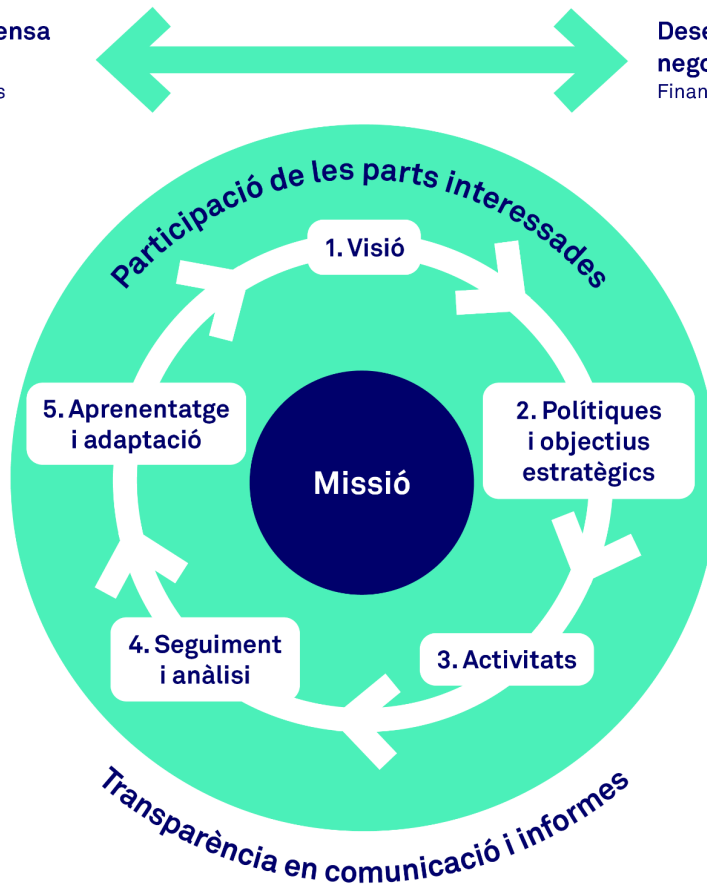 Participació de les parts interessades
1. Visió
2. Polítiques
i objectius
estratègics
3. Activitats
4. Seguiment
i anàlisi
5. Aprenentatge
i adaptació
Missió
Transparència en comunicació i informes